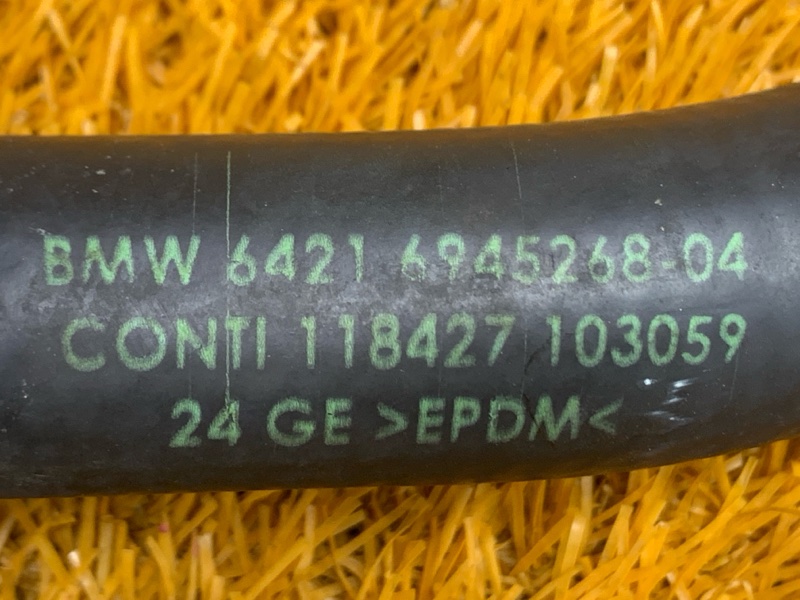 BMW 6421 6945268-04
CONTI 118427 103059
24 GE >EPDM<